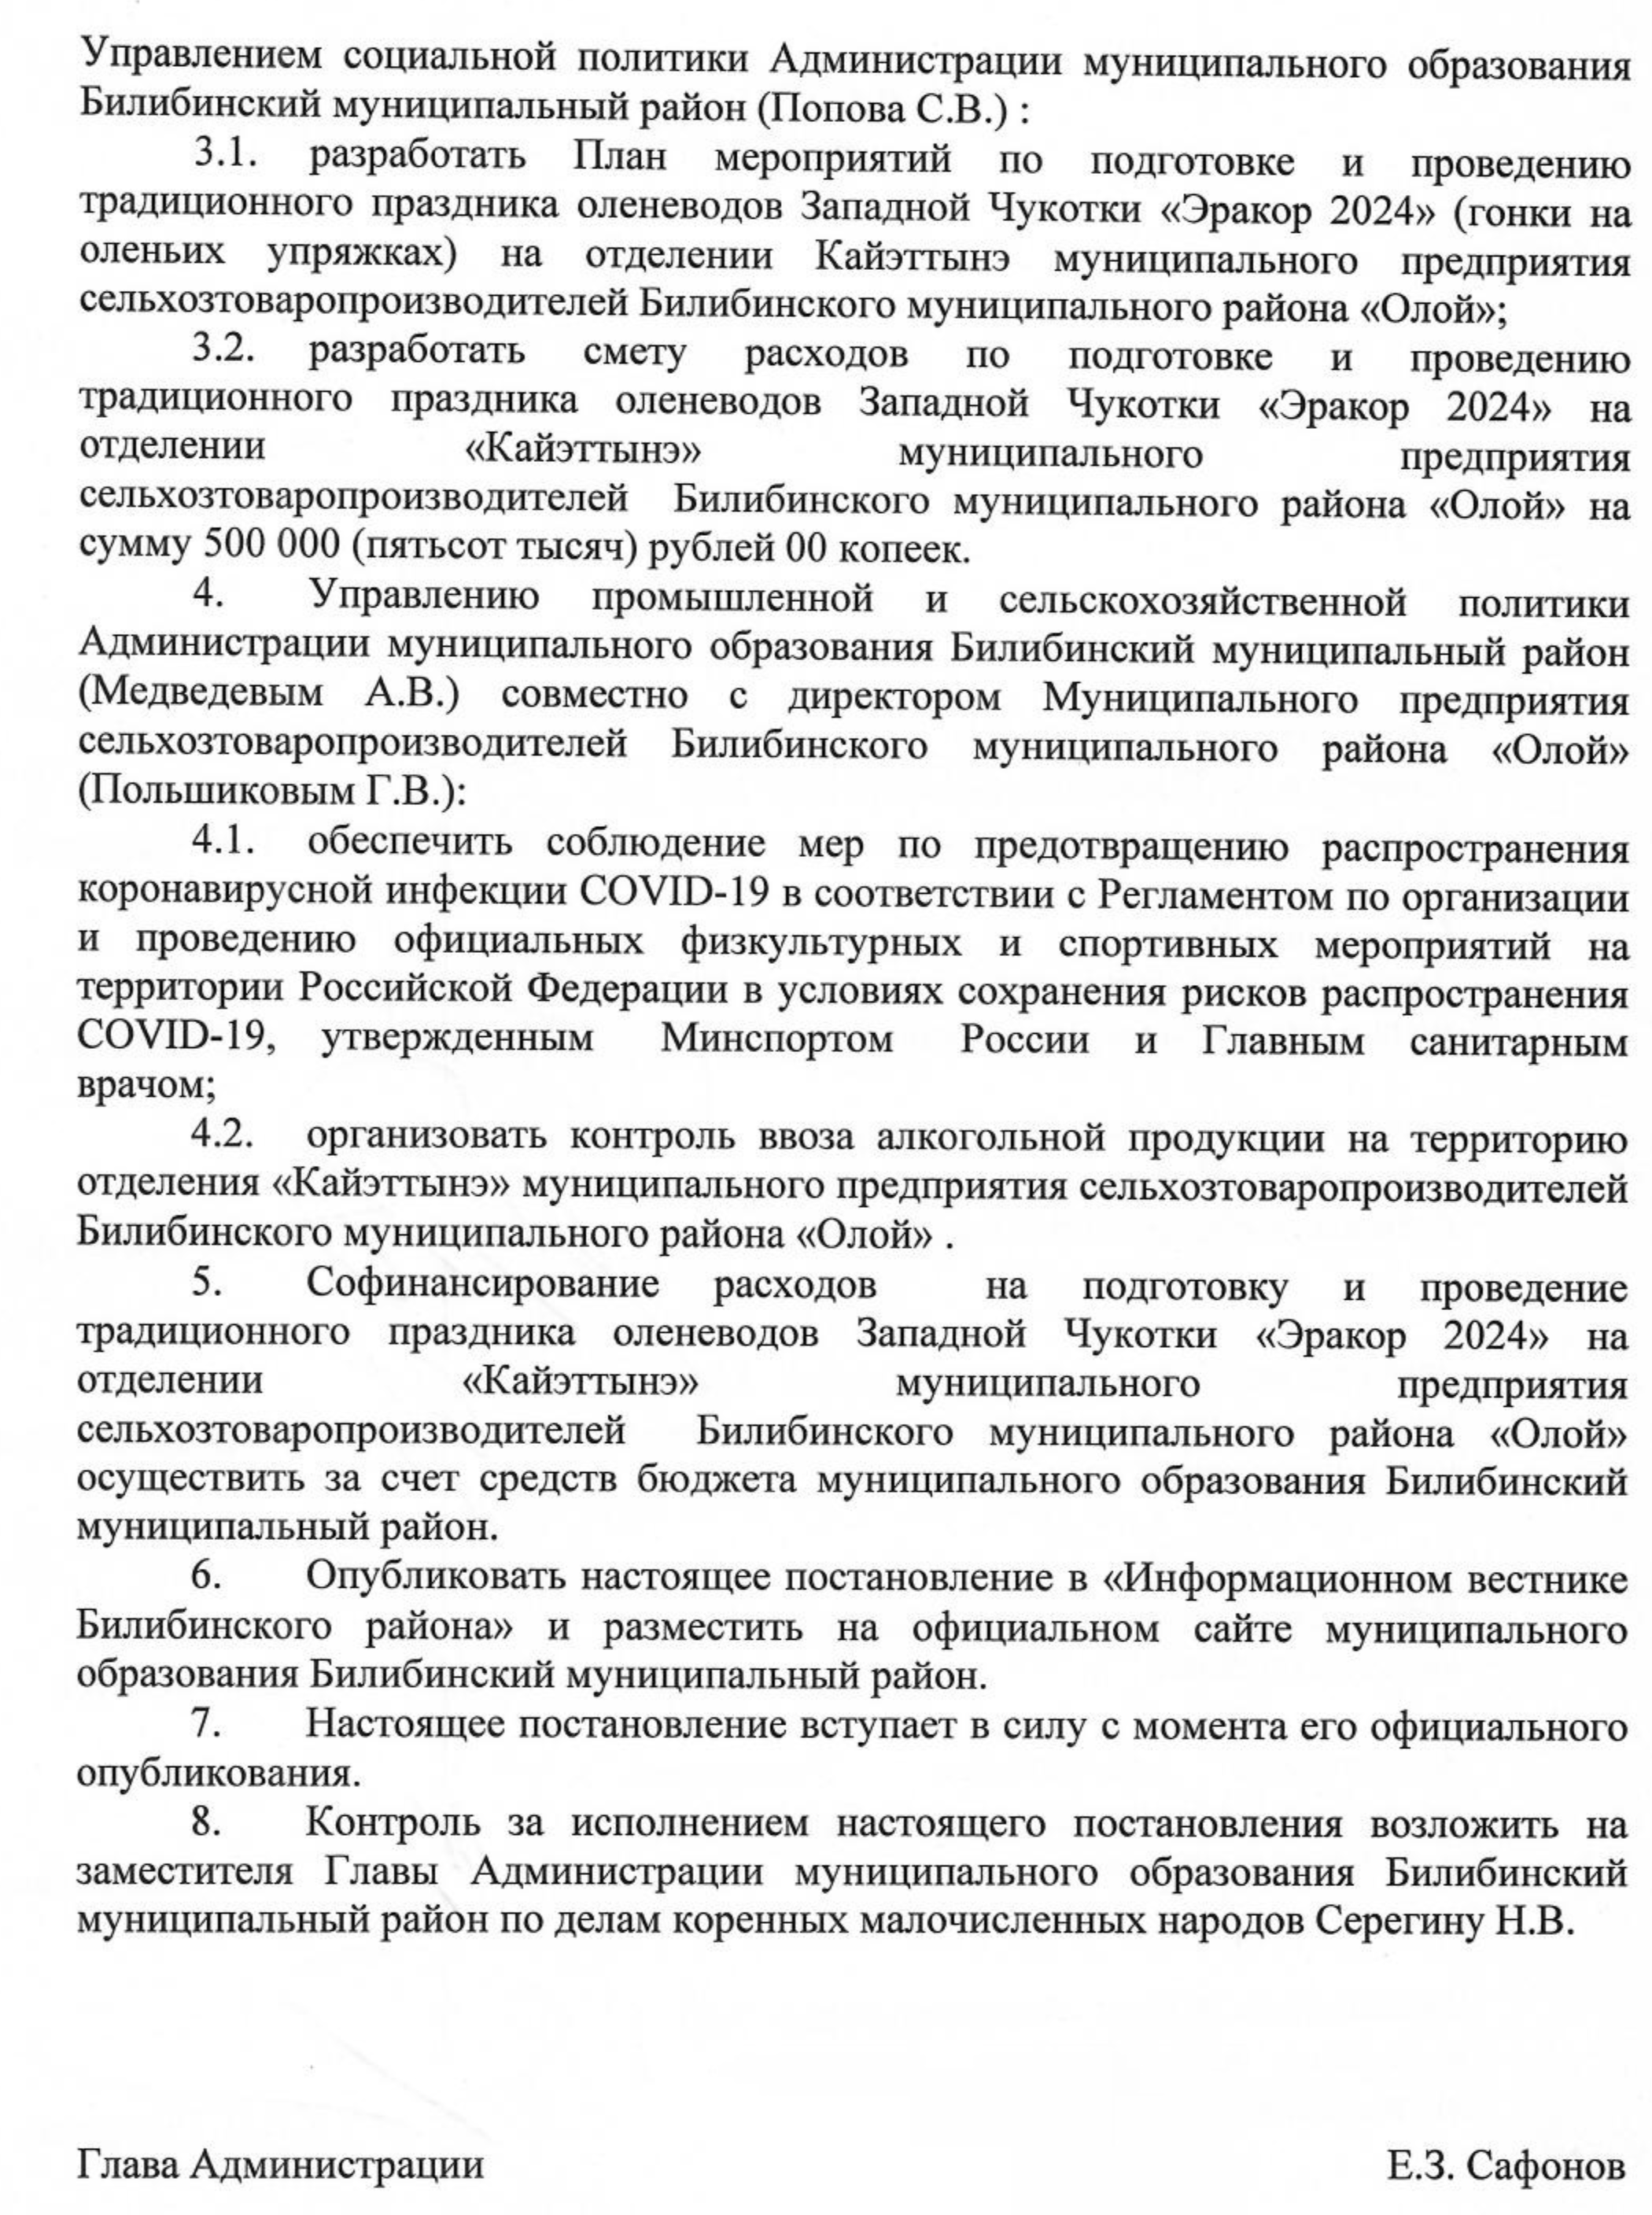 Управлением социальной политики Администрации муниципального образования
Билибинский муниципальный район (Попова С.В.) :
3.1. разработать План мероприятий по подготовке и проведению
традиционного праздника оленеводов Западной Чукотки «Эракор 2024» (гонки на
оленьих упряжках) на отделении Кайэттынэ муниципального предприятия
сельхозтоваропроизводителей Билибинского муниципального района «Олой»;
3.2. разработать смету расходов по подготовке и проведению
традиционного праздника оленеводов Западной Чукотки «Эракор 2024» на
отделении «Кайэттынэ» муниципального предприятия
сельхозтоваропроизводителей Билибинского муниципального района «Олой» на
сумму 500 000 (пятьсот тысяч) рублей 00 копеек.
4. Управлению промышленной и сельскохозяйственной политики
Администрации муниципального образования Билибинский муниципальный район
(Медведевым А.В.) совместно с директором Муниципального предприятия
сельхозтоваропроизводителей Билибинского муниципального района «Олой»
(Польшиковым Г.В.):
4.1. обеспечить соблюдение мер по предотвращению распространения
коронавирусной инфекции COVID-19 в соответствии с Регламентом по организации
и проведению официальных физкультурных и спортивных мероприятий на
территории Российской Федерации в условиях сохранения рисков распространения
COVID-19, утвержденным Минспортом России и Главным санитарным
врачом;
4.2. организовать контроль ввоза алкогольной продукции на территорию
отделения «Кайэттынэ» муниципального предприятия сельхозтоваропроизводителей
Билибинского муниципального района «Олой» .
5. Софинансирование расходов на подготовку и проведение
традиционного праздника оленеводов Западной Чукотки «Эракор 2024» на
отделении «Кайэттынэ» муниципального предприятия
сельхозтоваропроизводителей Билибинского муниципального района «Олой»
осуществить за счет средств бюджета муниципального образования Билибинский
муниципальный район.
6. Опубликовать настоящее постановление в «Информационном вестнике
Билибинского района» и разместить на официальном сайте муниципального
образования Билибинский муниципальный район.
7. Настоящее постановление вступает в силу с момента его официального
опубликования.
8. Контроль за исполнением настоящего постановления возложить на
заместителя Главы Администрации муниципального образования Билибинский
муниципальный район по делам коренных малочисленных народов Серегину Н.В.
Глава Администрации Е.З. Сафонов